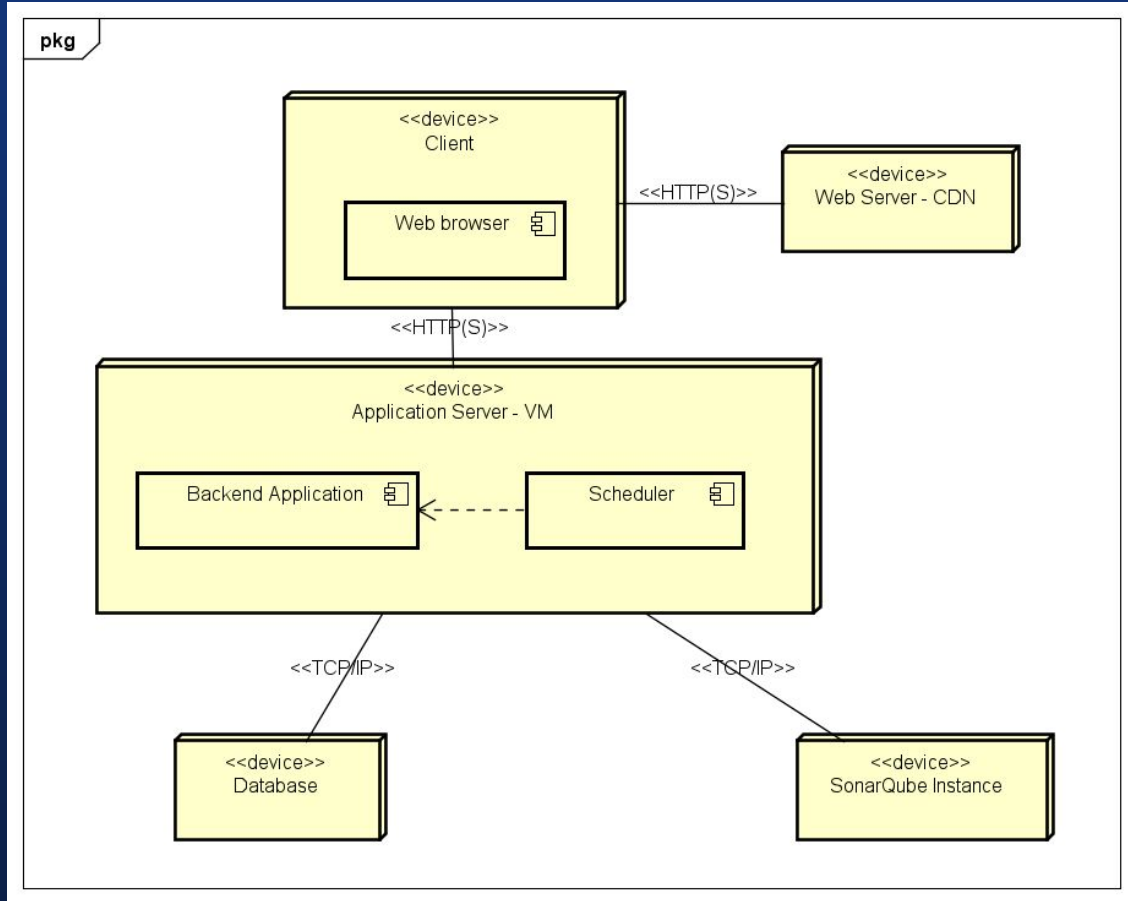 pkg
<<device>>
Client
Web browser
<<HTTP(S)>>
<<device>>
Web Server - CDN
<<HTTP(S)>>
<<device>>
Application Server - VM
Backend Application
Scheduler
<<TCP/IP>>
<<TCP/IP>>
<<device>>
Database
<<device>>
SonarQube Instance